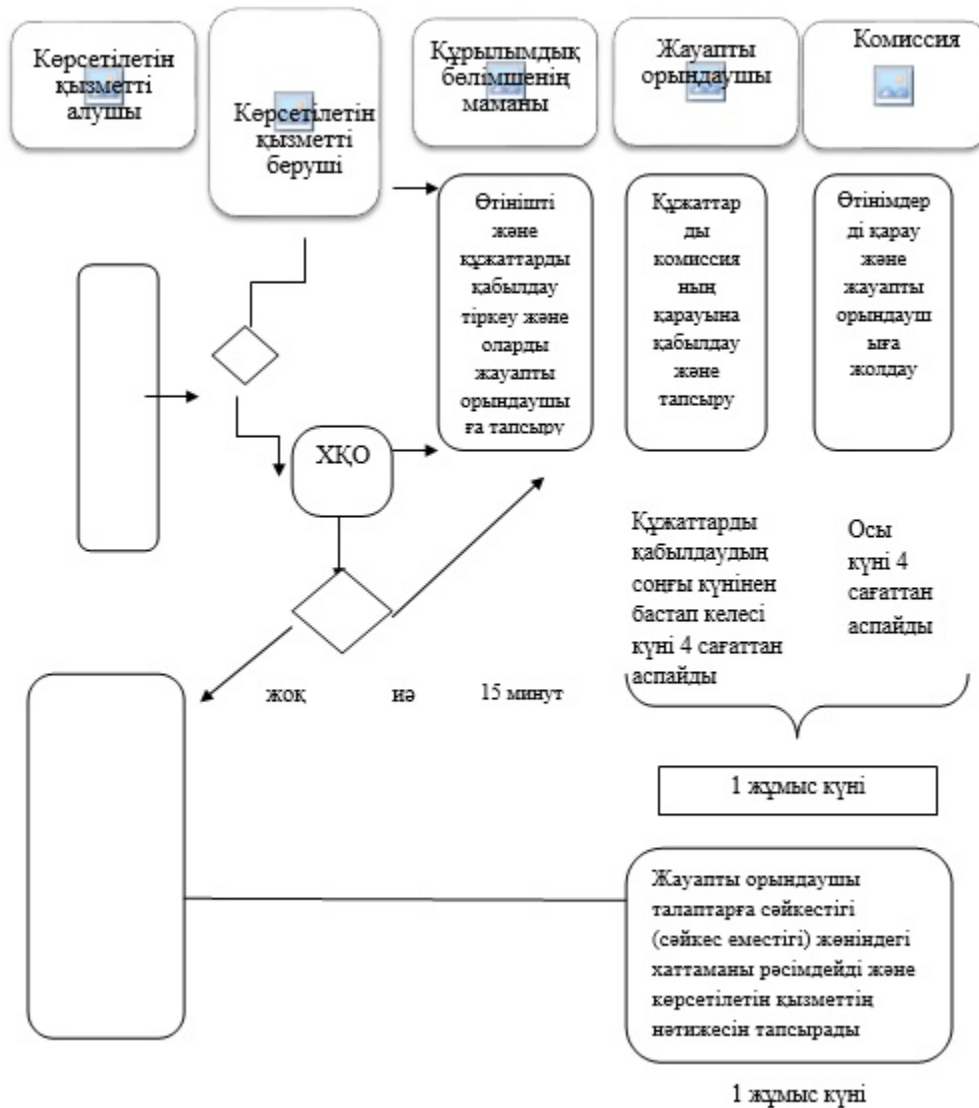 Көрсетілетін
қызметті
алушы
Көрсетілетін
қызметті
беруші
Құрылымдық
бөлімшенің
маманы
Жауапты
орындаушы
Комиссия
Өтінішті
және
құжаттарды
қабылдау
тіркеу және
оларды
жауапты
орындаушы
ға тапсыру
Құжаттар
ды
комиссия
ның
қарауына
қабылдау
және
тапсыру
Өтінімдер
ді қарау
және
жауапты
орындауш
ыға
жолдау
ХҚО
Құжаттарды
қабылдаудың
соңғы күнінен
бастап келесі
күні 4 сағаттан
аспайды
Осы
күні 4
сағаттан
аспайды
жоқ
иә
15 минут
1 жұмыс күні
Жауапты орындаушы
талаптарға сәйкестігі
(сәйкес еместігі) жөніндегі
хаттаманы рәсімдейді және
көрсетілетін қызметтің
нәтижесін тапсырады
1 жұмыс күні